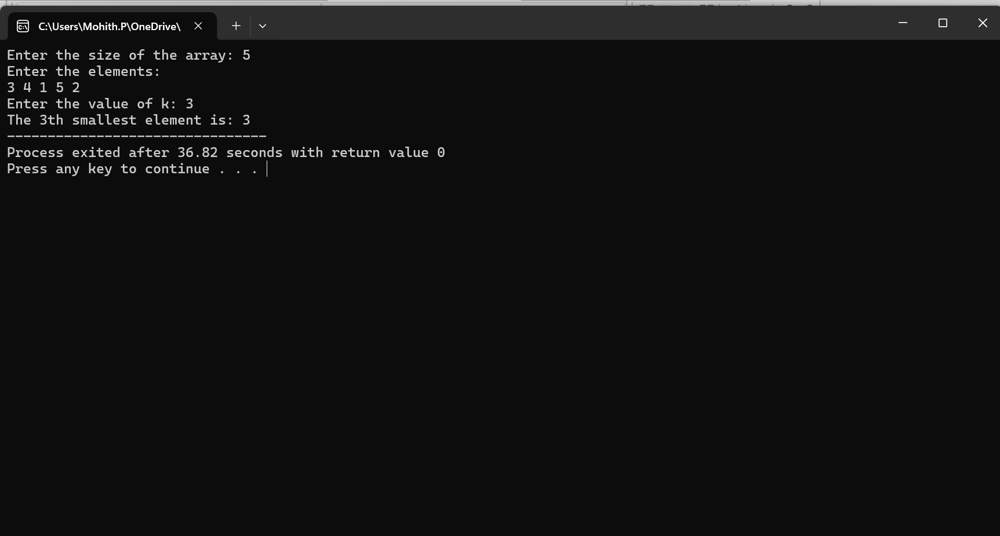 C:\Users\Mohith.P\OneDrive\
Enter the size of the array: 5
Enter the elements:
3 4 1 5 2
Enter the value of k: 3
The 3th smallest element is: 3
--------------------------------
Process exited after 36.82 seconds with return value 0
Press any key to continue . . .